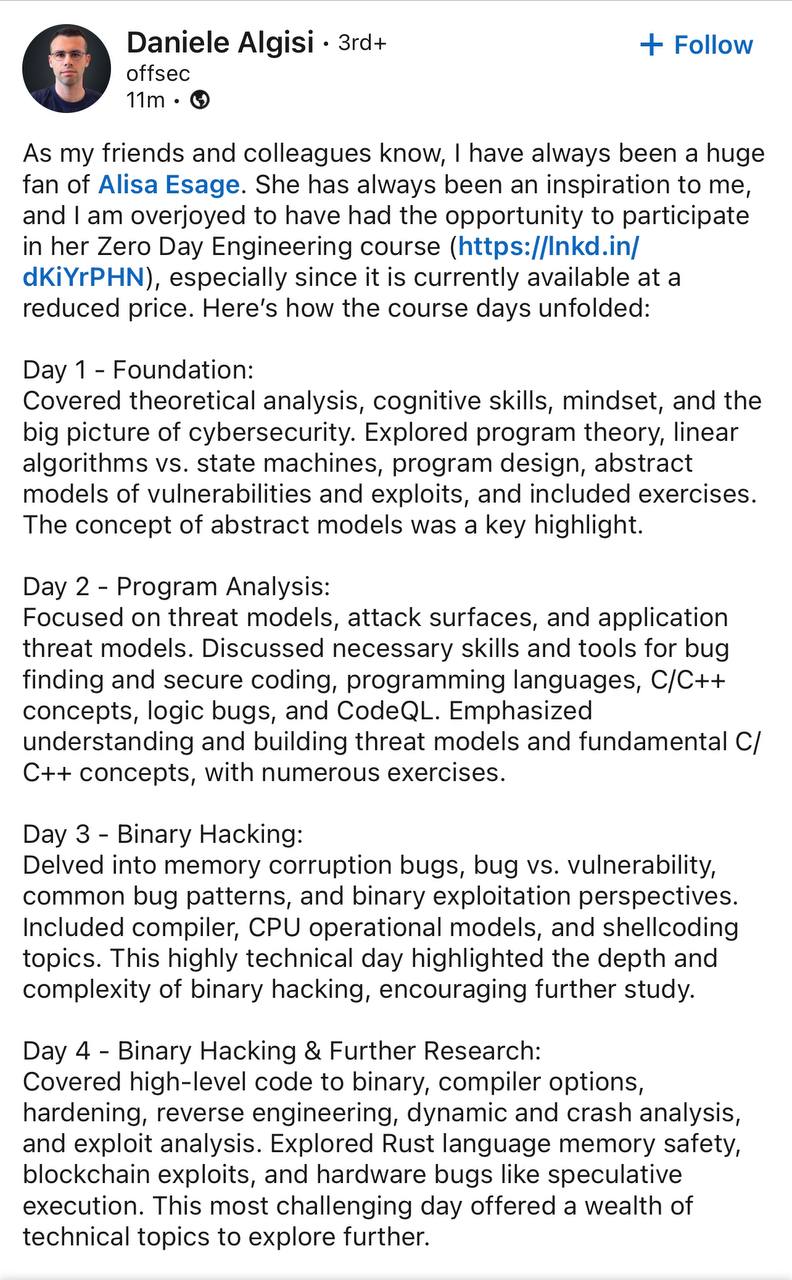 Daniele Algisi · 3rd+
+ Follow
offsec
11m ·
As my friends and colleagues know, I have always been a huge
fan of Alisa Esage. She has always been an inspiration to me,
and I am overjoyed to have had the opportunity to participate
in her Zero Day Engineering course (https://lnkd.in/
dKiYrPHN), especially since it is currently available at a
reduced price. Here’s how the course days unfolded:
Day 1 - Foundation:
Covered theoretical analysis, cognitive skills, mindset, and the
big picture of cybersecurity. Explored program theory, linear
algorithms vs. state machines, program design, abstract
models of vulnerabilities and exploits, and included exercises.
The concept of abstract models was a key highlight.
Day 2 - Program Analysis:
Focused on threat models, attack surfaces, and application
threat models. Discussed necessary skills and tools for bug
finding and secure coding, programming languages, C/C++
concepts, logic bugs, and CodeQL. Emphasized
understanding and building threat models and fundamental C/
C++ concepts, with numerous exercises.
Day 3 - Binary Hacking:
Delved into memory corruption bugs, bug vs. vulnerability,
common bug patterns, and binary exploitation perspectives.
Included compiler, CPU operational models, and shellcoding
topics. This highly technical day highlighted the depth and
complexity of binary hacking, encouraging further study.
Day 4 - Binary Hacking & Further Research:
Covered high-level code to binary, compiler options,
hardening, reverse engineering, dynamic and crash analysis,
and exploit analysis. Explored Rust language memory safety,
blockchain exploits, and hardware bugs like speculative
execution. This most challenging day offered a wealth of
technical topics to explore further.